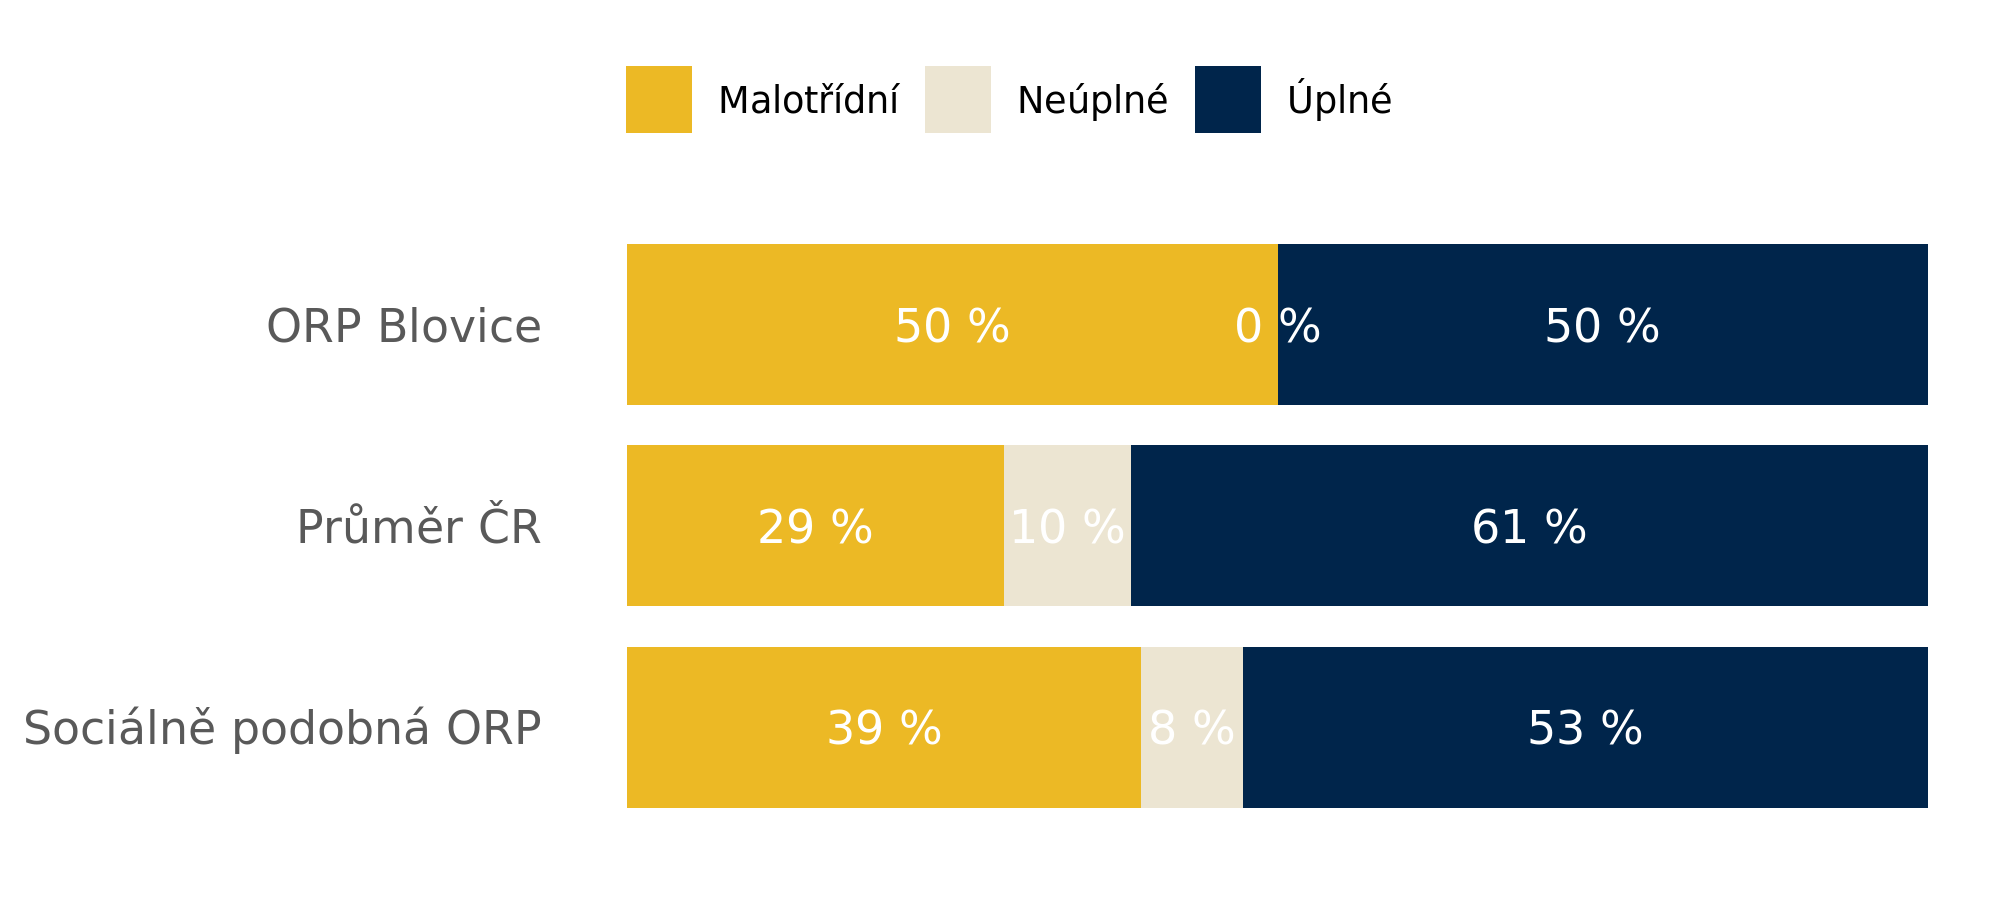 Malotřídní Neúplné Úplné
ORP Blovice 50 % 0 % 50 %
Průměr ČR 29 % 10 % 61 %
Sociálně podobná ORP 39 % 8 % 53 %